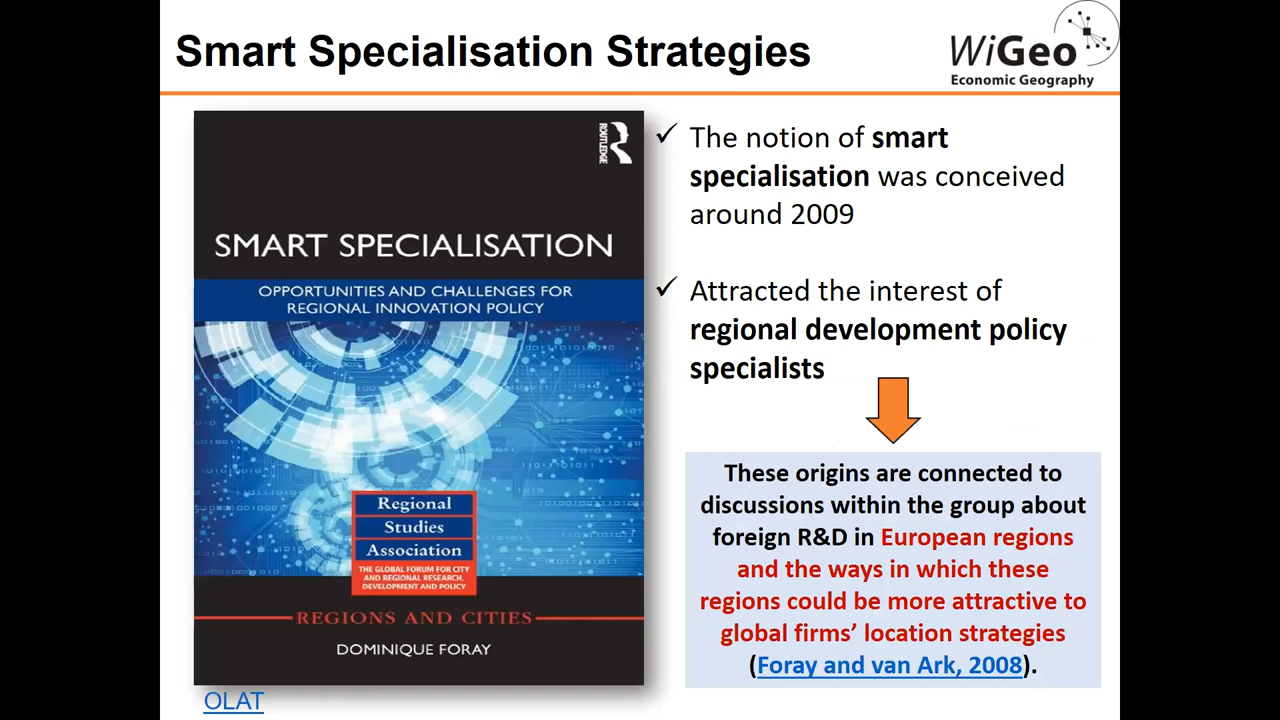 Smart Specialisation Strategies
WiGeo
Economic Geography
ROUTLEDGE
SMART SPECIALISATION
OPPORTUNITIES AND CHALLENGES FOR
REGIONAL INNOVATION POLICY
Regional
Studies
Association
THE GLOBAL FORUM FOR CITY
AND REGIONAL RESEARCH,
DEVELOPMENT AND POLICY
REGIONS AND CITIES
DOMINIQUE FORAY
OLAT
✓ The notion of smart
specialisation was conceived
around 2009
✓ Attracted the interest of
regional development policy
specialists
These origins are connected to
discussions within the group about
foreign R&D in European regions
and the ways in which these
regions could be more attractive to
global firms’ location strategies
(Foray and van Ark, 2008).